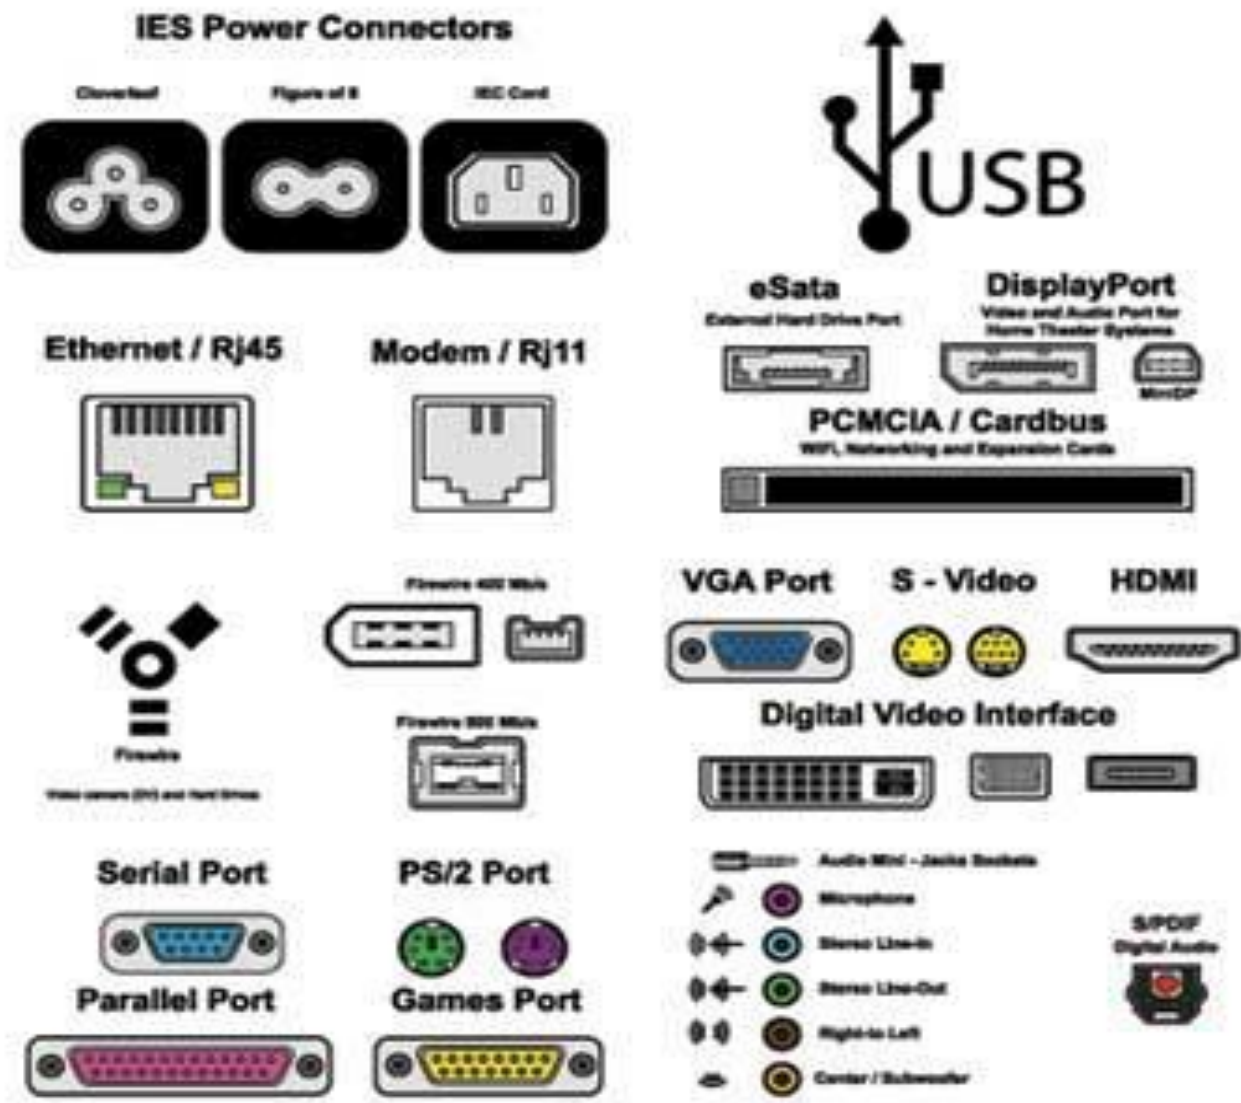 IES Power Connectors
Cloverleaf
Figure of 8
IEC Cord
USB
eSata
External Hard Drive Port
DisplayPort
Video and Audio Port for
Home Theater Systems
MiniDP
Ethernet / Rj45
Modem / Rj11
PCMCIA / Cardbus
WiFi, Networking and Expansion Cards
Firewire 400 Mb/s
Firewire
Video camera (DV) and Hard Drives
Firewire 800 Mb/s
VGA Port
S - Video
HDMI
Digital Video Interface
Serial Port
PS/2 Port
Parallel Port
Games Port
Audio Mini - Jacks Sockets
Microphone
Stereo Line-In
Stereo Line-Out
Right-to Left
Center / Subwoofer
S/PDIF
Digital Audio